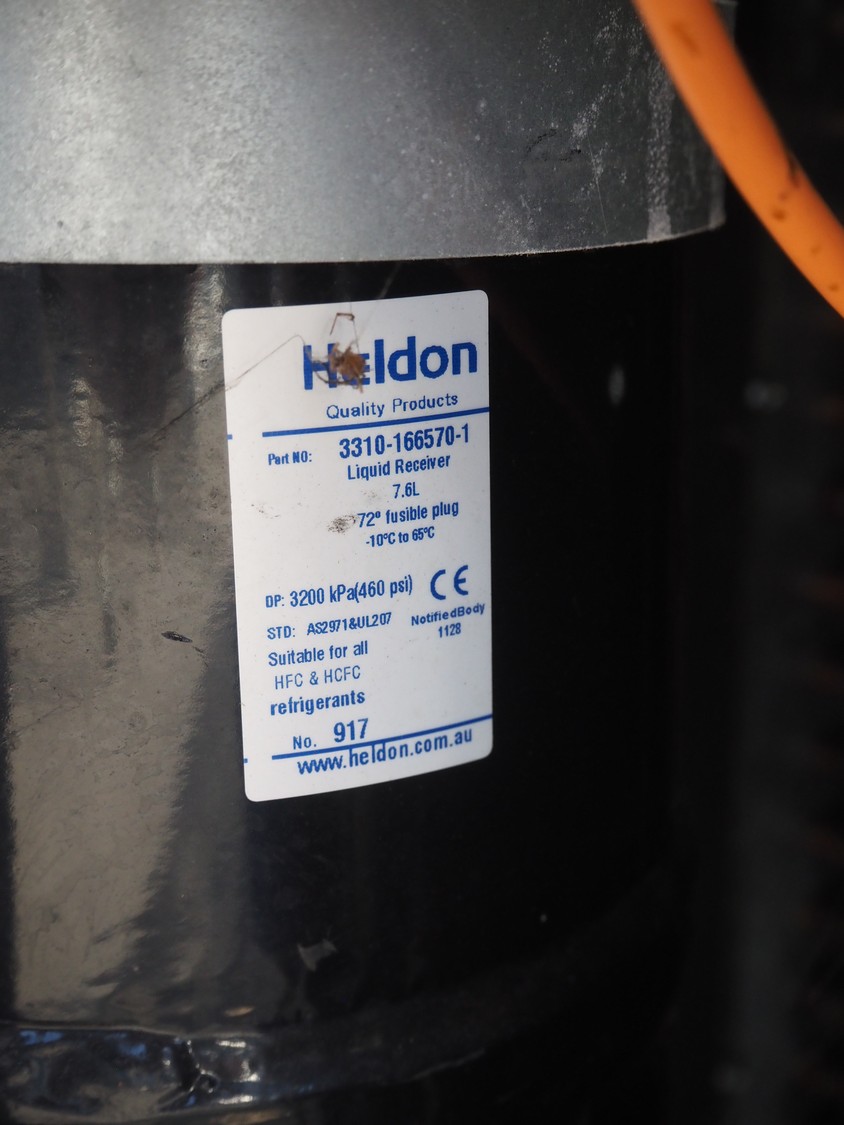 Heldon
Quality Products
Part NO: 3310-166570-1
Liquid Receiver
7.6L
72° fusible plug
-10°C to 65°C
DP: 3200 kPa(460 psi) CE
STD: AS2971&UL207 NotifiedBody
1128
Suitable for all
HFC & HCFC
refrigerants
No. 917
www.heldon.com.au